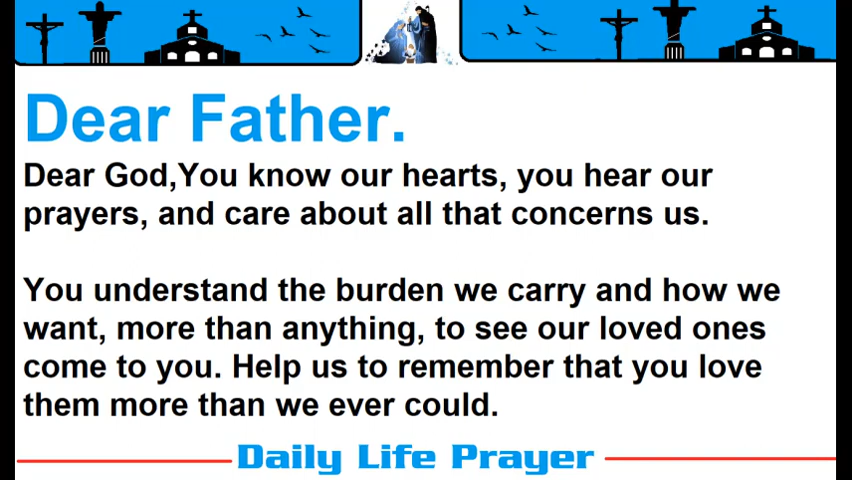 Dear Father.
Dear God,You know our hearts, you hear our
prayers, and care about all that concerns us.
You understand the burden we carry and how we
want, more than anything, to see our loved ones
come to you. Help us to remember that you love
them more than we ever could.
Daily Life Prayer